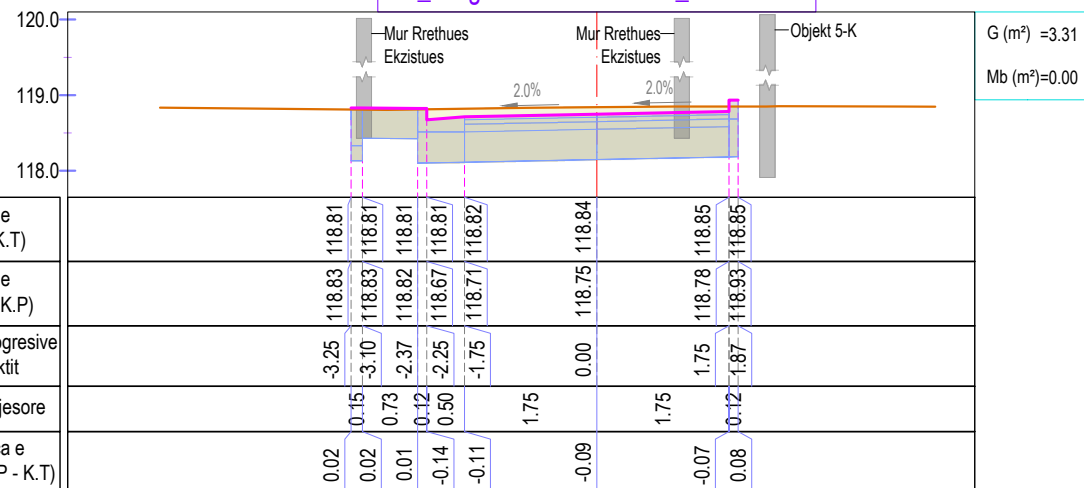 120.0
119.0
118.0
Mur Rrethues
Ekzistues
Mur Rrethues
Ekzistues
Objekt 5-K
2.0%
2.0%
G (m²) =3.31
Mb (m²)=0.00
e
K.T)
118.81 118.81 118.81 118.81 118.82 118.84 118.85 118.85
e
K.P)
118.83 118.83 118.82 118.67 118.71 118.75 118.78 118.93
ogresive
ktit
-3.25 -3.10 -2.37 -2.25 -1.75 0.00 1.75 1.87
jesore
0.15 0.73 0.12 0.50 1.75 1.75 0.12
a e
P - K.T)
0.02 0.02 0.01 -0.14 -0.11 -0.09 -0.07 0.08